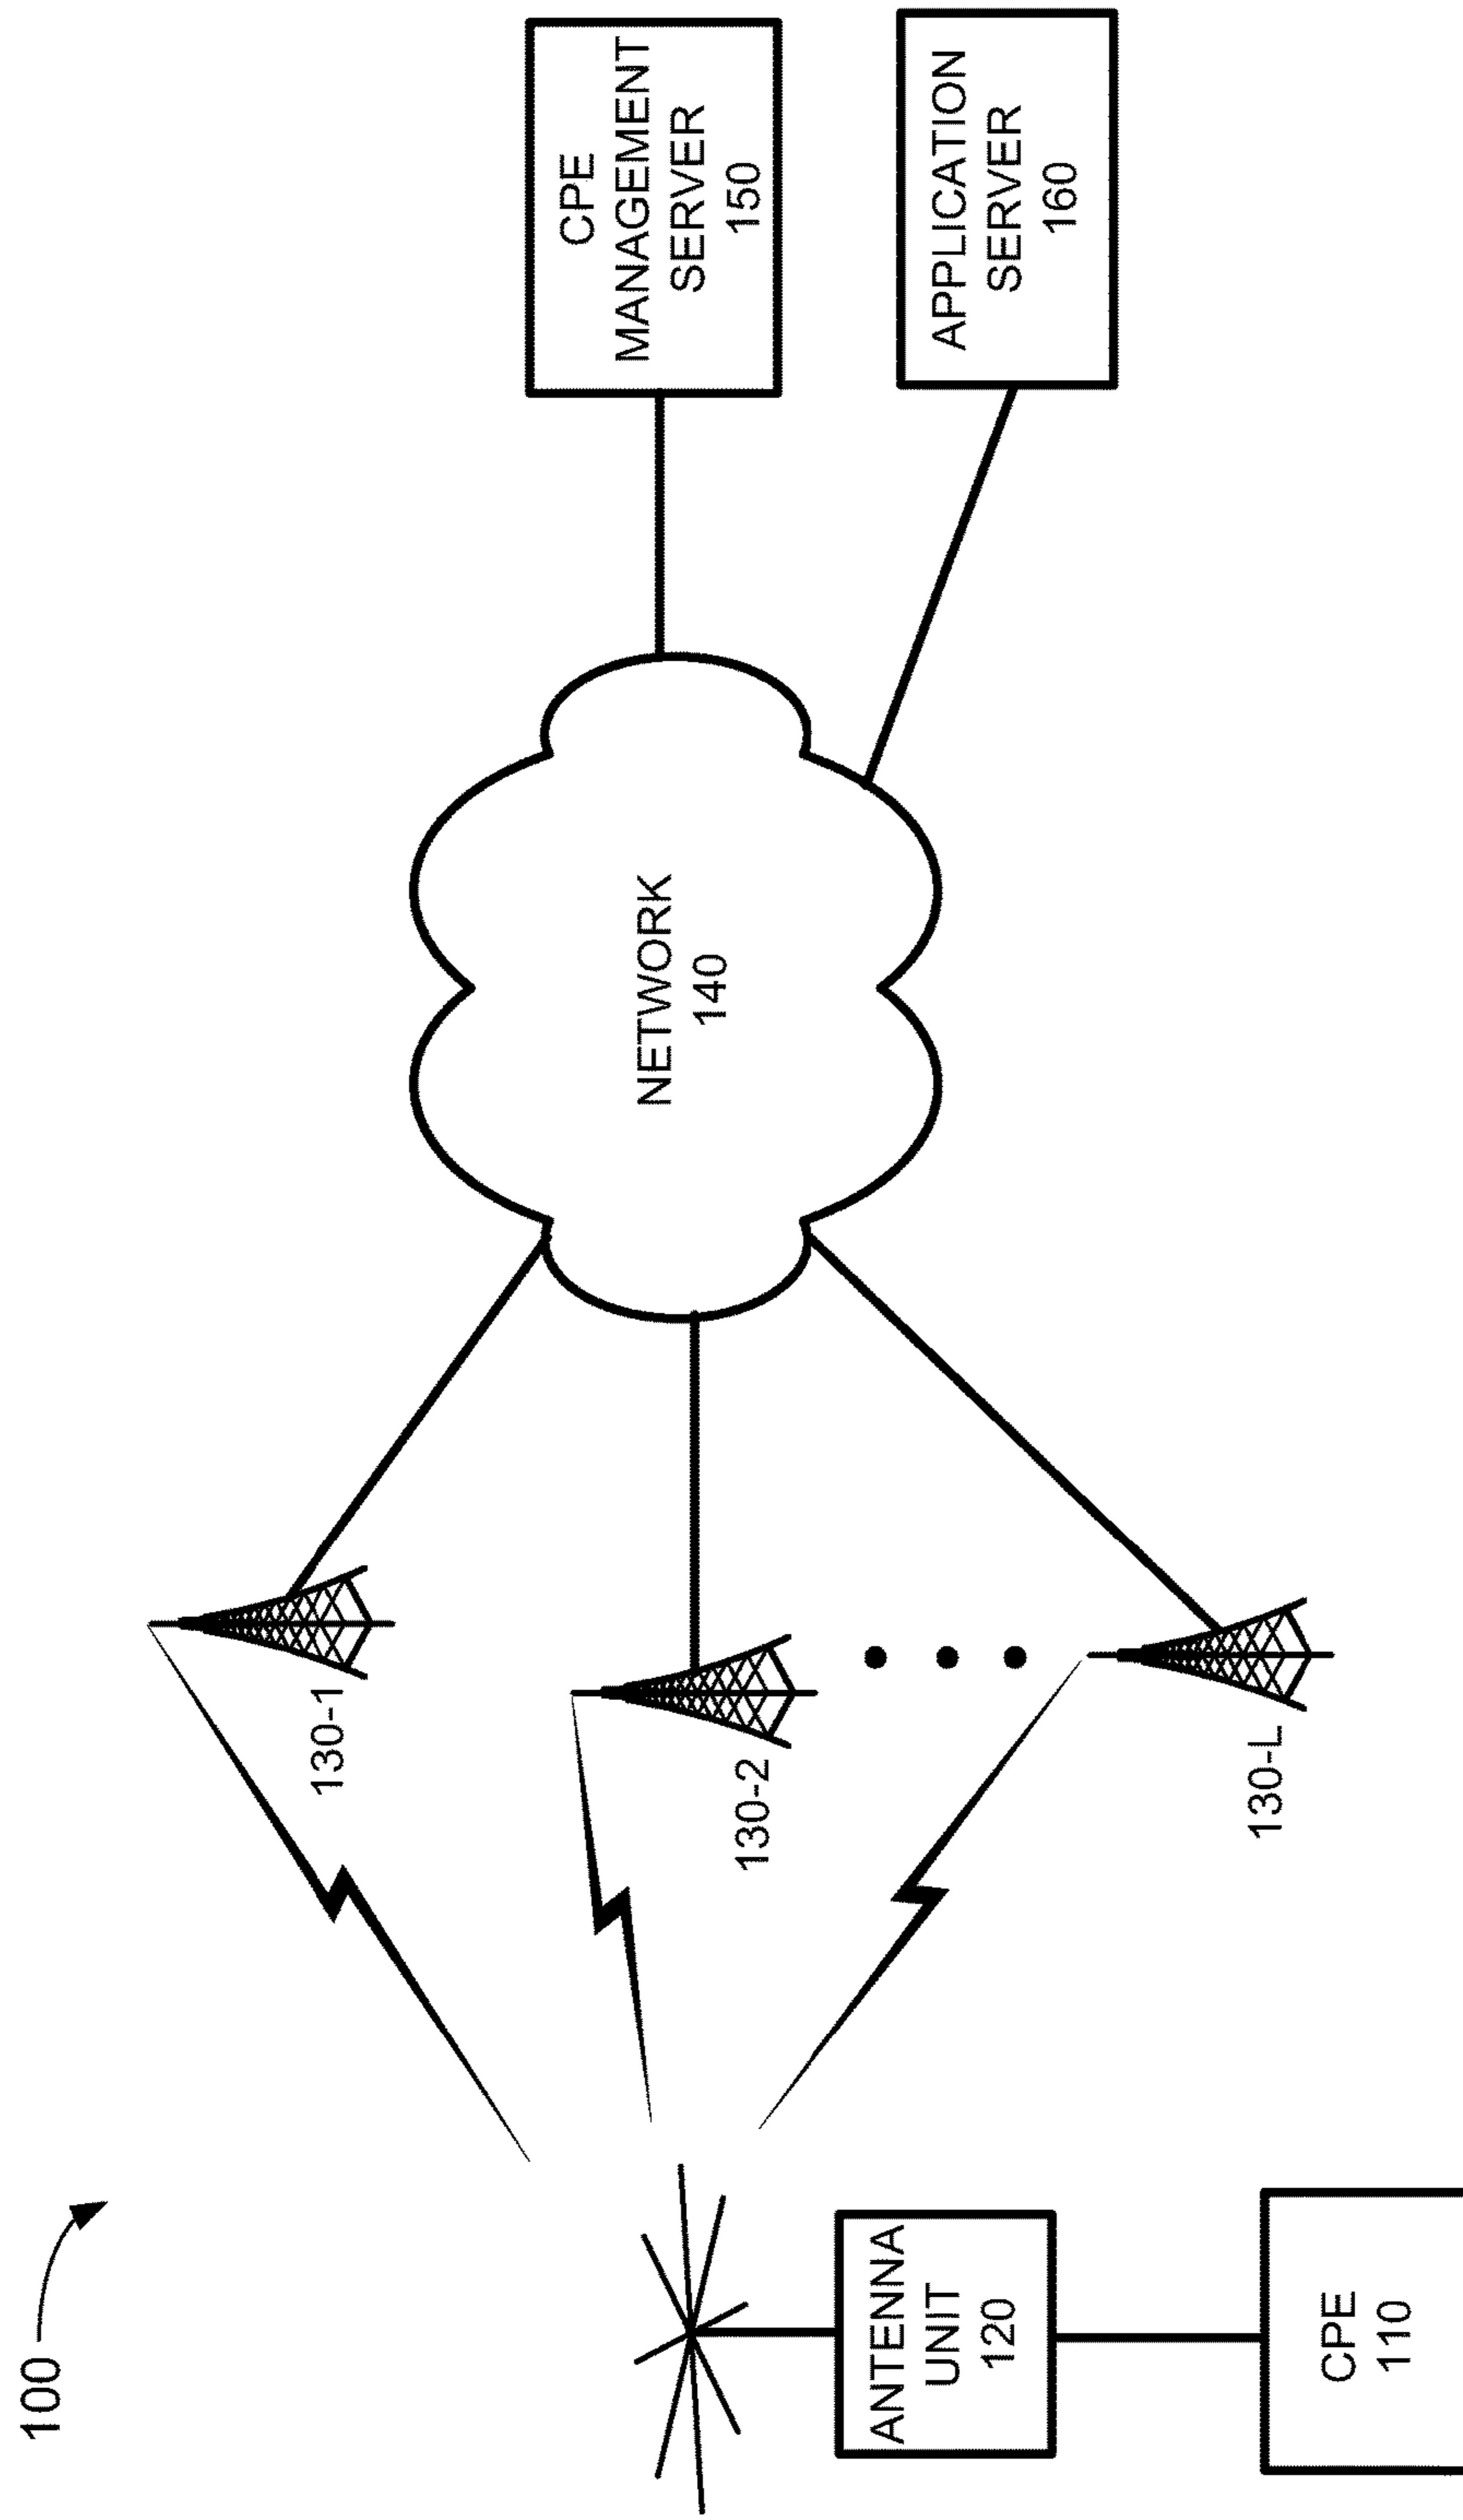 100
130-1
130-2
130-L
ANTENNA
UNIT
120
CPE
110
NETWORK
140
CPE
MANAGEMENT
SERVER
150
APPLICATION
SERVER
160